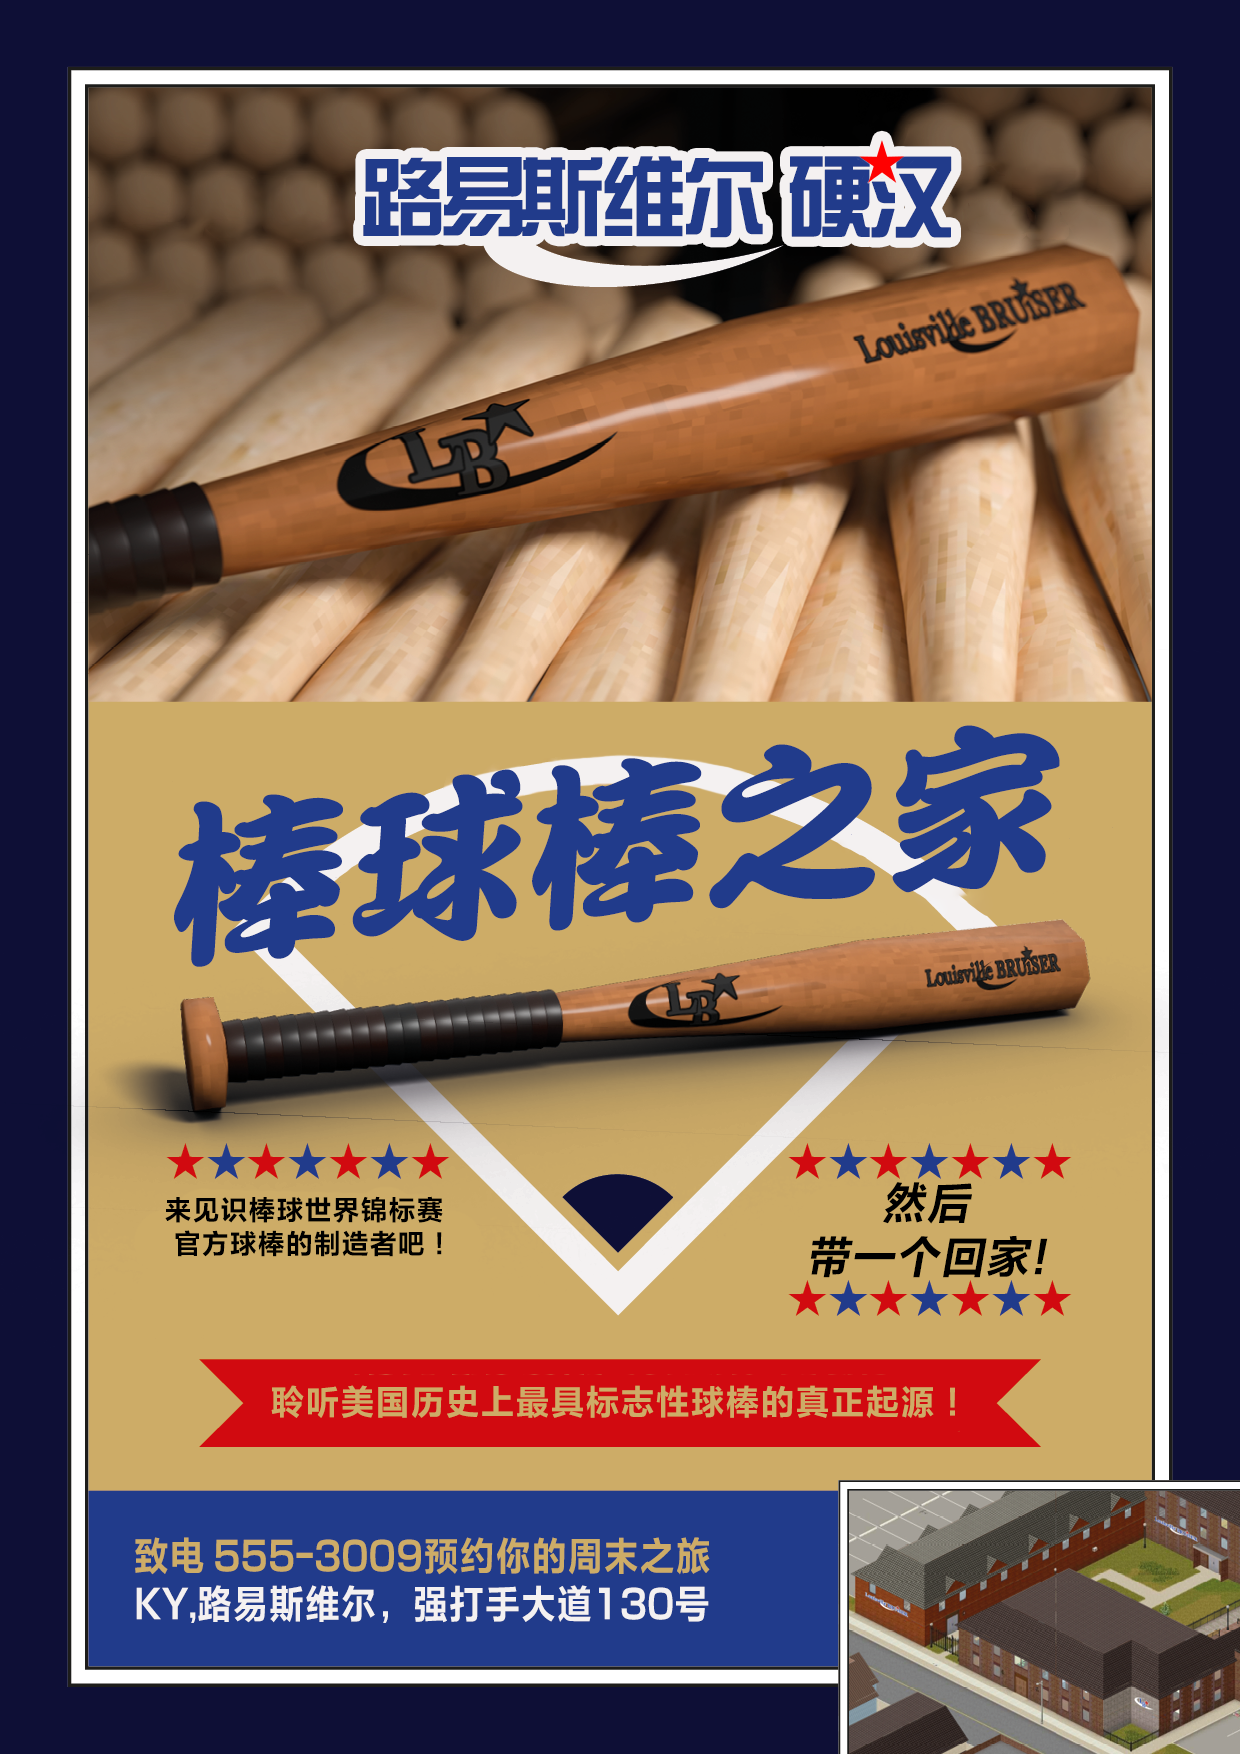 路易斯维尔 硬汉
Louisville BRUiSER
LB
棒球棒之家
Louisville BRUiSER
LB
来见识棒球世界锦标赛
官方球棒的制造者吧！
然后
带一个回家!
聆听美国历史上最具标志性球棒的真正起源！
致电 555-3009预约你的周末之旅
KY,路易斯维尔，强打手大道130号